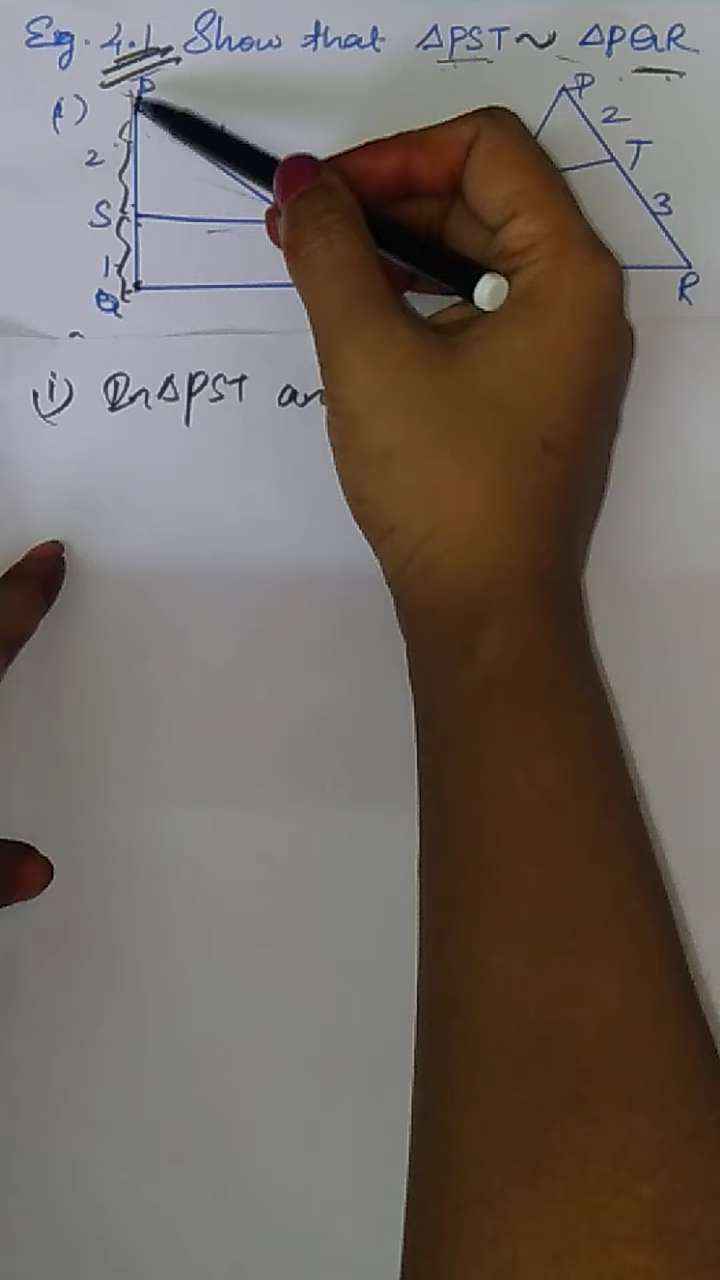 Eg. 4.1 Show that ΔPST ~ ΔPQR
(i)
P
2
S
1
Q
P
2
T
3
R
(i) In ΔPST an